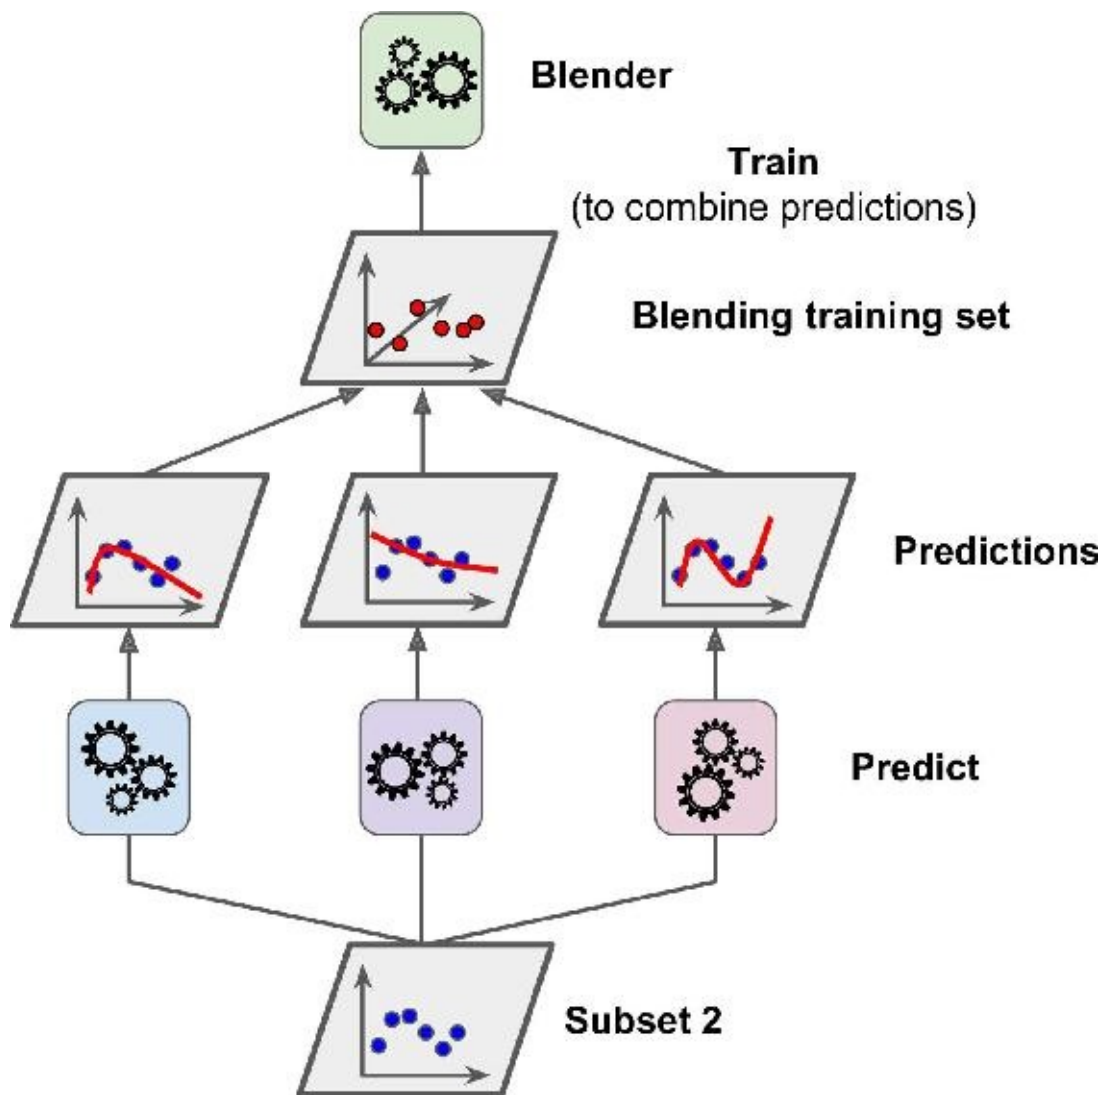 Blender
Train
(to combine predictions)
Blending training set
Predictions
Predict
Subset 2